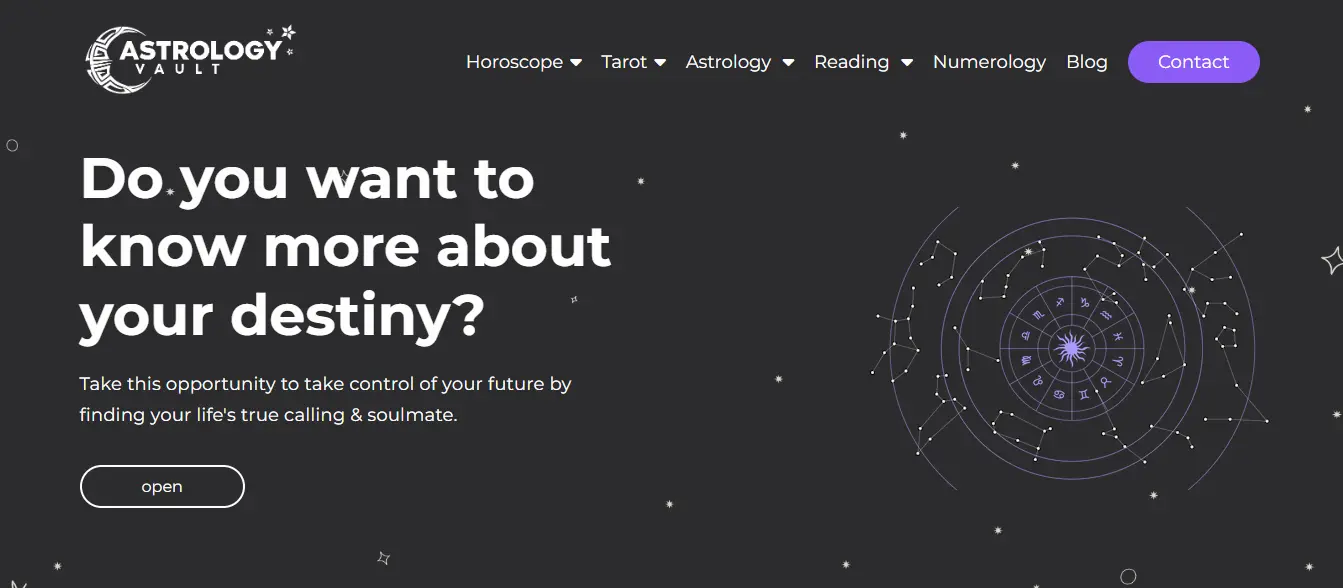 ASTROLOGY
VAULT
Horoscope Tarot Astrology Reading Numerology Blog Contact
Do you want to
know more about
your destiny?
Take this opportunity to take control of your future by
finding your life's true calling & soulmate.
open